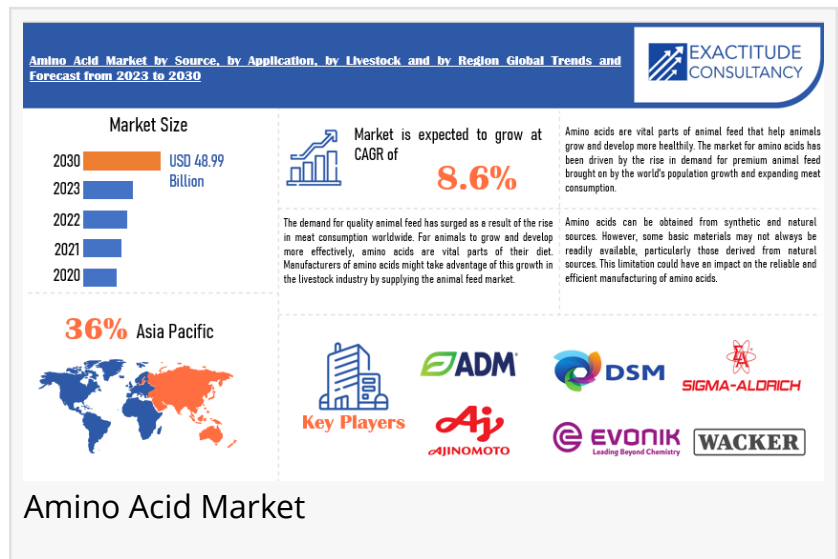 Amino Acid Market by Source, by Application, by Livestock and by Region Global Trends and
Forecast from 2023 to 2030
EXACTITUDE
CONSULTANCY
Market Size
2030
USD 48.99
Billion
2023
2022
2021
2020
Market is expected to grow at
CAGR of
8.6%
Amino acids are vital parts of animal feed that help animals
grow and develop more healthily. The market for amino acids has
been driven by the rise in demand for premium animal feed
brought on by the world's population growth and expanding meat
consumption.
The demand for quality animal feed has surged as a result of the rise
in meat consumption worldwide. For animals to grow and develop
more effectively, amino acids are vital parts of their diet.
Manufacturers of amino acids might take advantage of this growth in
the livestock industry by supplying the animal feed market.
Amino acids can be obtained from synthetic and natural
sources. However, some basic materials may not always be
readily available, particularly those derived from natural
sources. This limitation could have an impact on the reliable and
efficient manufacturing of amino acids.
36% Asia Pacific
Key Players
ADM
DSM
SIGMA-ALDRICH
AJINOMOTO
EVONIK
Leading Beyond Chemistry
WACKER
Amino Acid Market